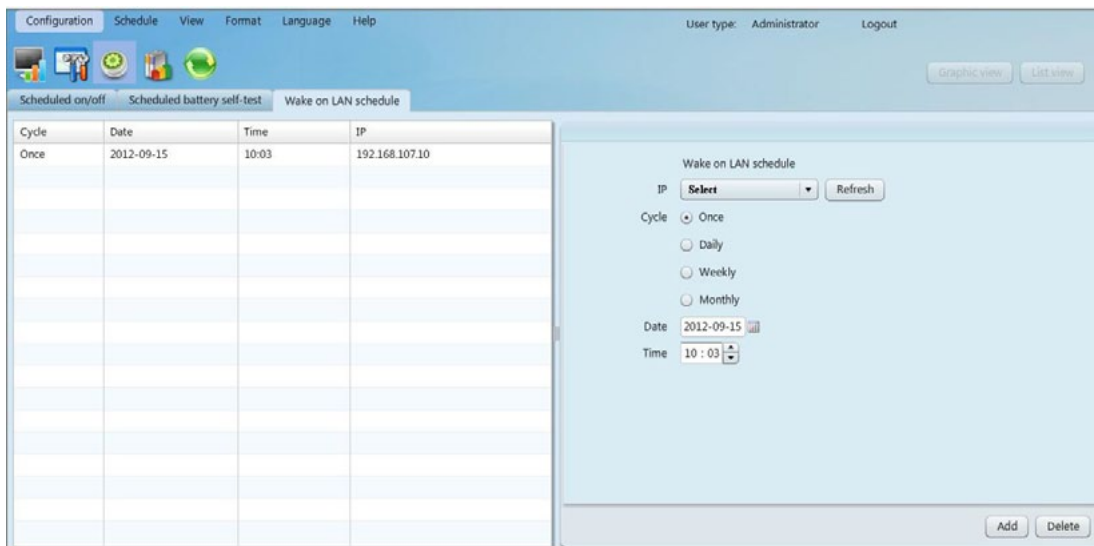 Configuration Schedule View Format Language Help User type: Administrator Logout
Graphic view List view
Scheduled on/off Scheduled battery self-test Wake on LAN schedule
Cycle Date Time IP
Once 2012-09-15 10:03 192.168.107.10
Wake on LAN schedule
IP Select Refresh
Cycle Once
Daily
Weekly
Monthly
Date 2012-09-15
Time 10 : 03
Add Delete